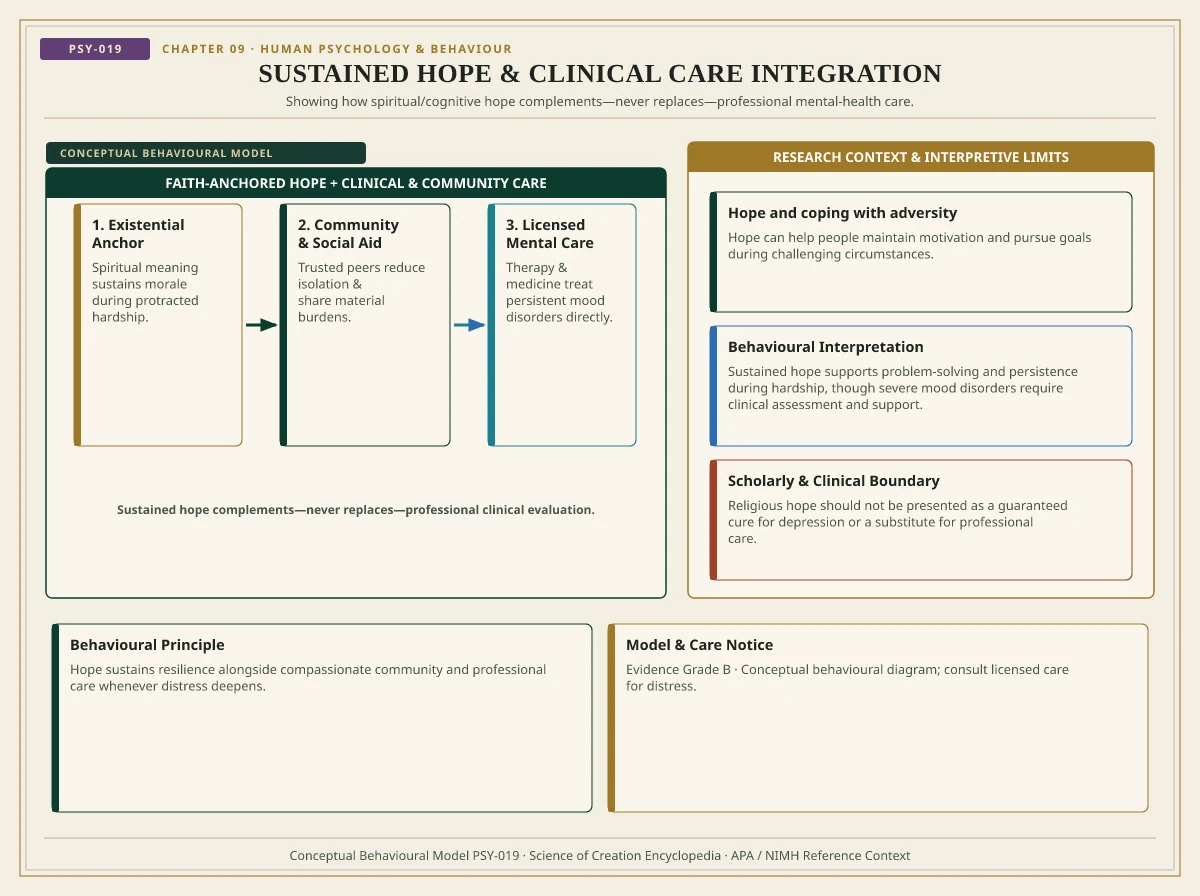 PSY-019
CHAPTER 09 · HUMAN PSYCHOLOGY & BEHAVIOUR
SUSTAINED HOPE & CLINICAL CARE INTEGRATION
Showing how spiritual/cognitive hope complements—never replaces—professional mental-health care.
CONCEPTUAL BEHAVIOURAL MODEL
FAITH-ANCHORED HOPE + CLINICAL & COMMUNITY CARE
1. Existential
Anchor
Spiritual meaning
sustains morale
during protracted
hardship.
2. Community
& Social Aid
Trusted peers reduce
isolation &
share material
burdens.
3. Licensed
Mental Care
Therapy &
medicine treat
persistent mood
disorders directly.
Sustained hope complements—never replaces—professional clinical evaluation.
RESEARCH CONTEXT & INTERPRETIVE LIMITS
Hope and coping with adversity
Hope can help people maintain motivation and pursue goals
during challenging circumstances.
Behavioural Interpretation
Sustained hope supports problem-solving and persistence
during hardship, though severe mood disorders require
clinical assessment and support.
Scholarly & Clinical Boundary
Religious hope should not be presented as a guaranteed
cure for depression or a substitute for professional
care.
Behavioural Principle
Hope sustains resilience alongside compassionate community and professional
care whenever distress deepens.
Model & Care Notice
Evidence Grade B · Conceptual behavioural diagram; consult licensed care
for distress.
Conceptual Behavioural Model PSY-019 · Science of Creation Encyclopedia · APA / NIMH Reference Context